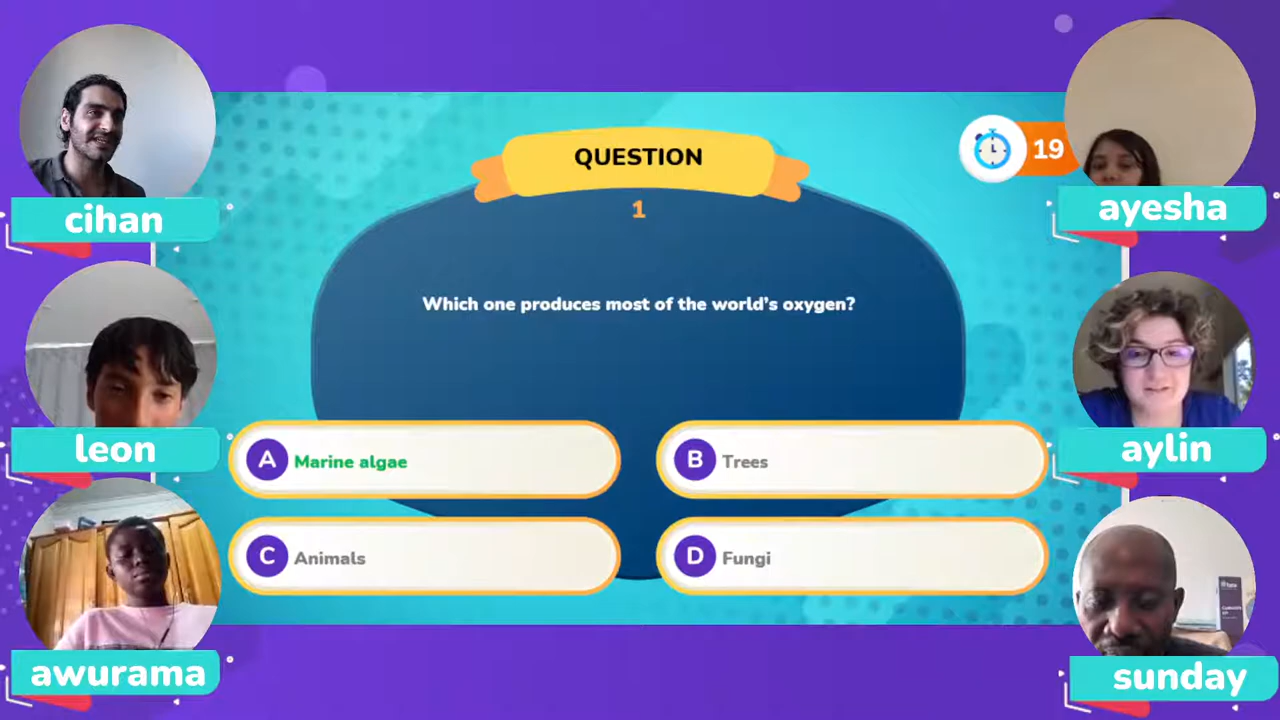 QUESTION
1
19
Which one produces most of the world's oxygen?
A Marine algae
B Trees
C Animals
D Fungi
cihan
leon
awurama
ayesha
aylin
sunday